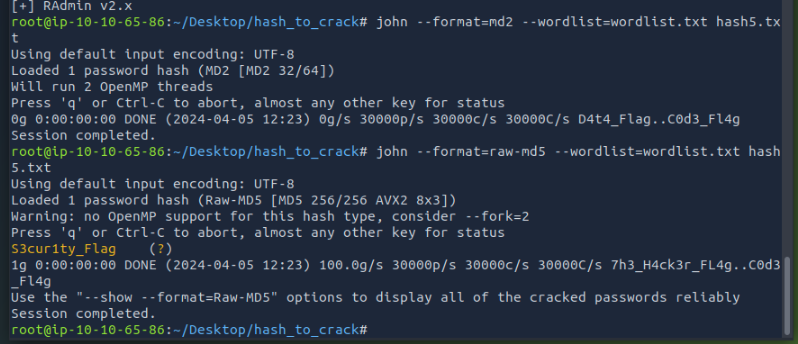 [+] RAdmin v2.x
root@ip-10-10-65-86:~/Desktop/hash_to_crack# john --format=md2 --wordlist=wordlist.txt hash5.tx
t
Using default input encoding: UTF-8
Loaded 1 password hash (MD2 [MD2 32/64])
Will run 2 OpenMP threads
Press 'q' or Ctrl-C to abort, almost any other key for status
0g 0:00:00:00 DONE (2024-04-05 12:23) 0g/s 30000p/s 30000c/s 30000C/s D4t4_Flag..C0d3_Fl4g
Session completed.
root@ip-10-10-65-86:~/Desktop/hash_to_crack# john --format=raw-md5 --wordlist=wordlist.txt hash
5.txt
Using default input encoding: UTF-8
Loaded 1 password hash (Raw-MD5 [MD5 256/256 AVX2 8x3])
Warning: no OpenMP support for this hash type, consider --fork=2
Press 'q' or Ctrl-C to abort, almost any other key for status
S3cur1ty_Flag    (?)
1g 0:00:00:00 DONE (2024-04-05 12:23) 100.0g/s 30000p/s 30000c/s 30000C/s 7h3_H4ck3r_FL4g..C0d3
_Fl4g
Use the "--show --format=Raw-MD5" options to display all of the cracked passwords reliably
Session completed.
root@ip-10-10-65-86:~/Desktop/hash_to_crack#